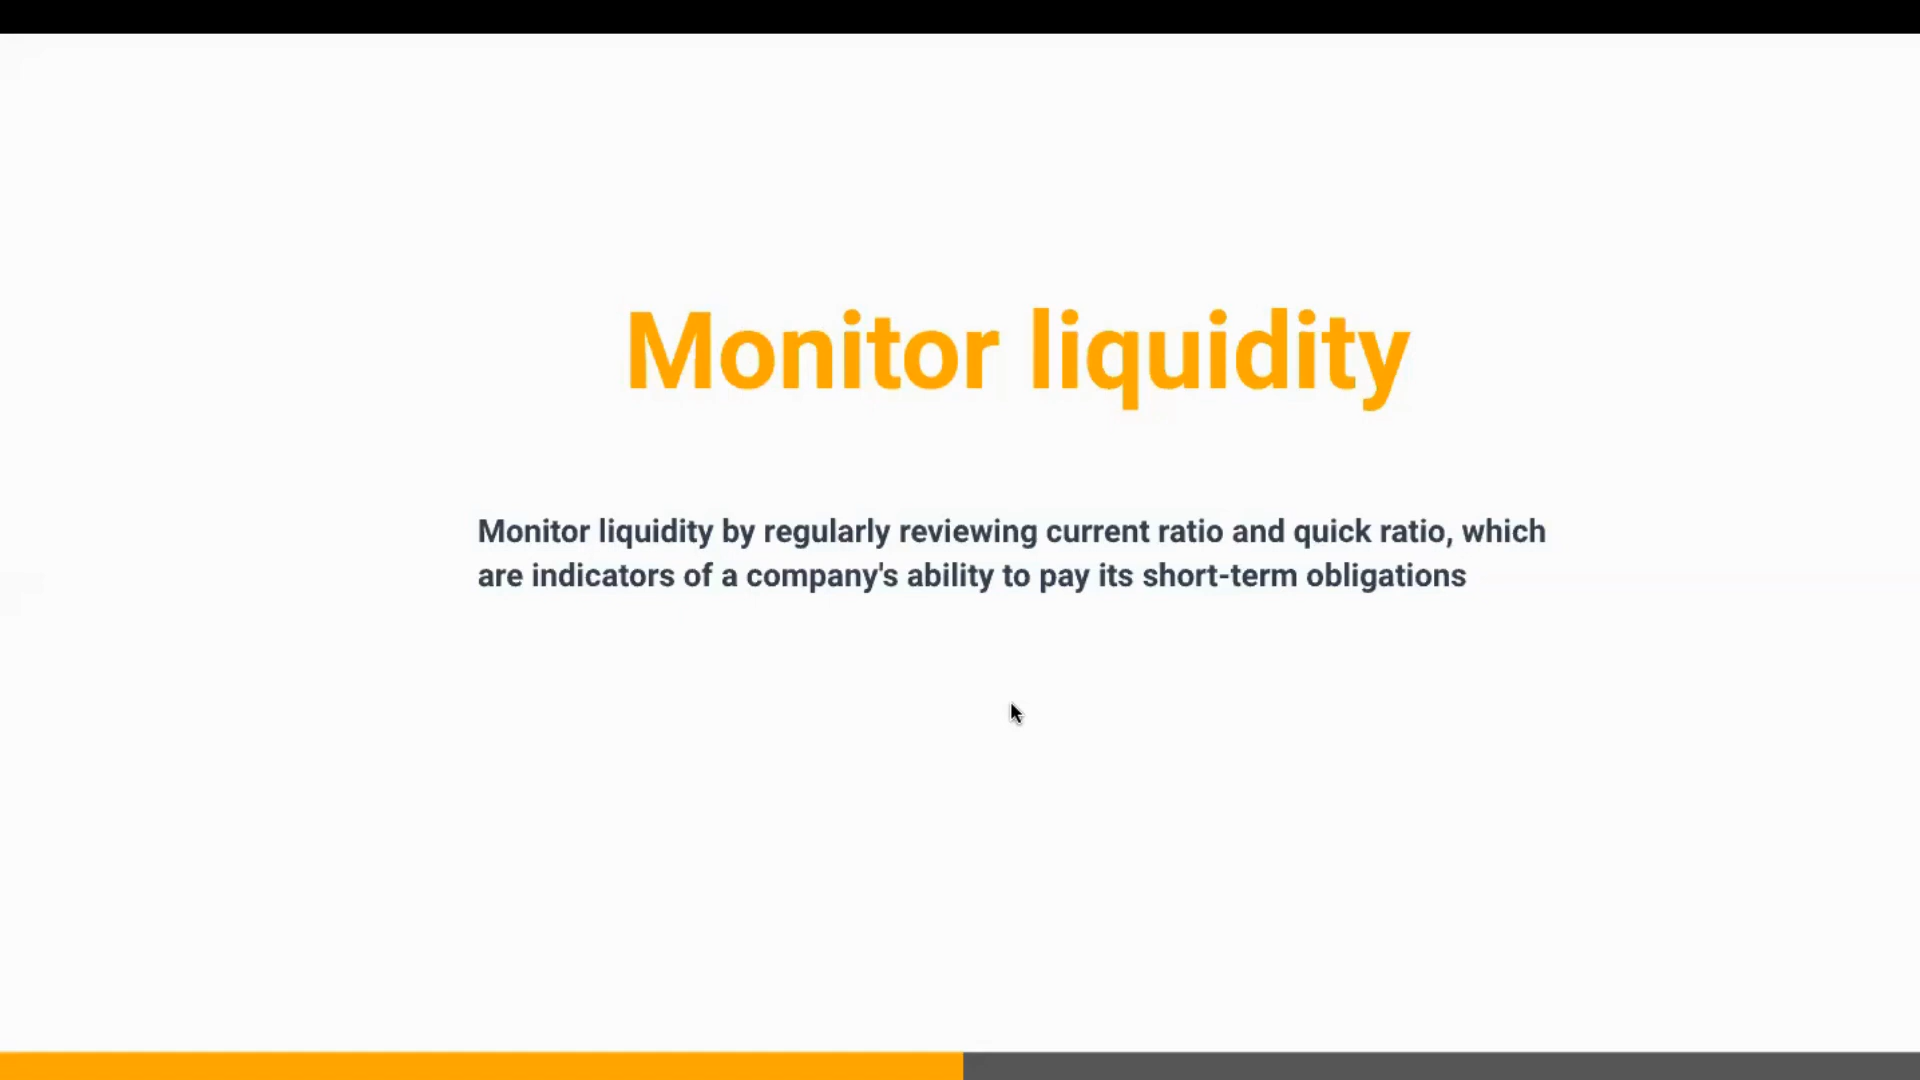 Monitor liquidity
Monitor liquidity by regularly reviewing current ratio and quick ratio, which
are indicators of a company's ability to pay its short-term obligations